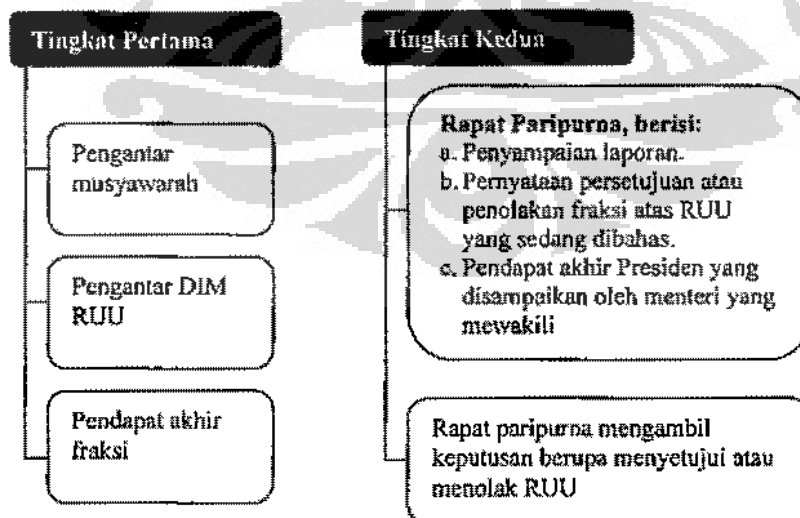 Tingkat Pertama
Pengantar
musyawarah
Pengantar DIM
RUU
Pendapat akhir
fraksi
Tingkat Kedua
Rapat Paripurna, berisi:
a. Penyampaian laporan.
b. Pernyataan persetujuan atau
penolakan fraksi atas RUU
yang sedang dibahas.
c. Pendapat akhir Presiden yang
disampaikan oleh menteri yang
mewakili
Rapat paripurna mengambil
keputusan berupa menyetujui atau
menolak RUU